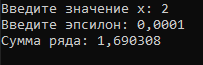 Введите значение x: 2
Введите эпсилон: 0,0001
Сумма ряда: 1,690308